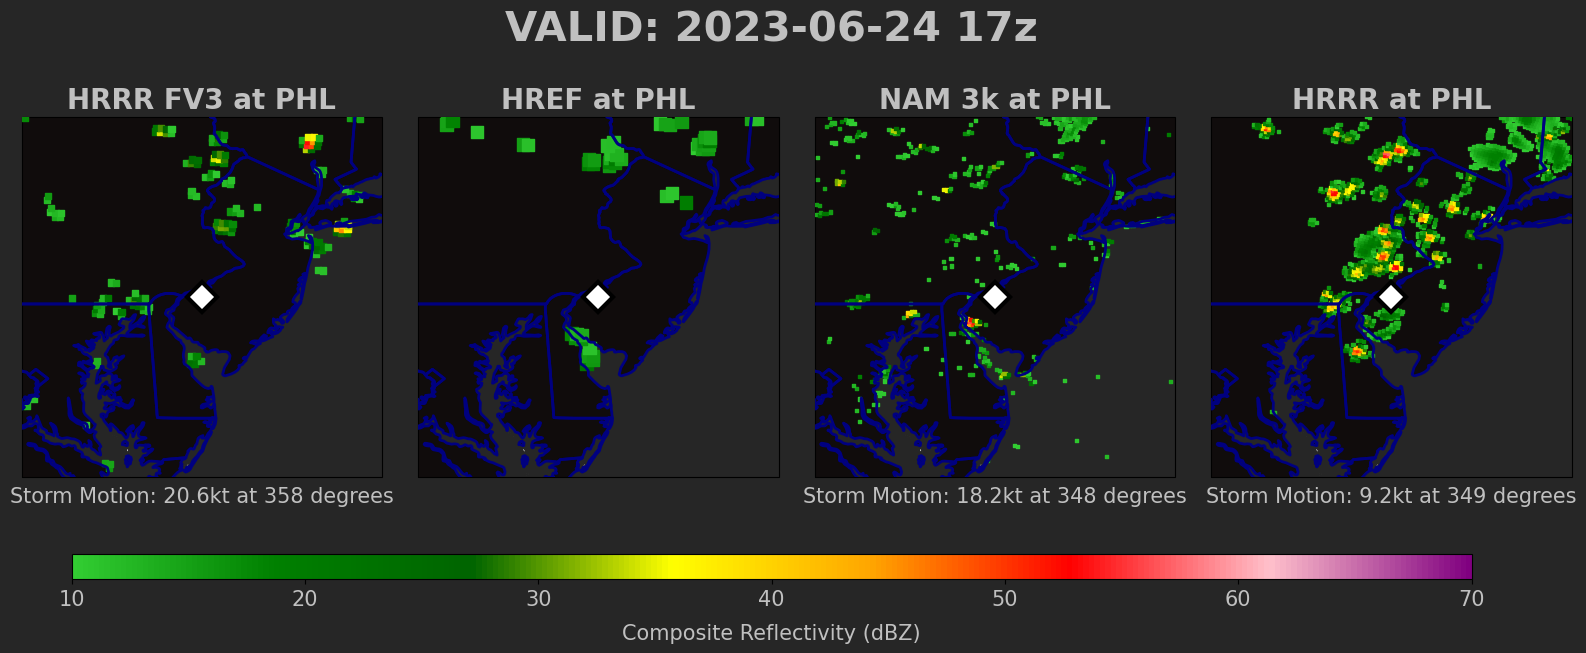 VALID: 2023-06-24 17z
HRRR FV3 at PHL
HREF at PHL
NAM 3k at PHL
HRRR at PHL
Storm Motion: 20.6kt at 358 degrees
Storm Motion: 18.2kt at 348 degrees
Storm Motion: 9.2kt at 349 degrees
10 20 30 40 50 60 70
Composite Reflectivity (dBZ)